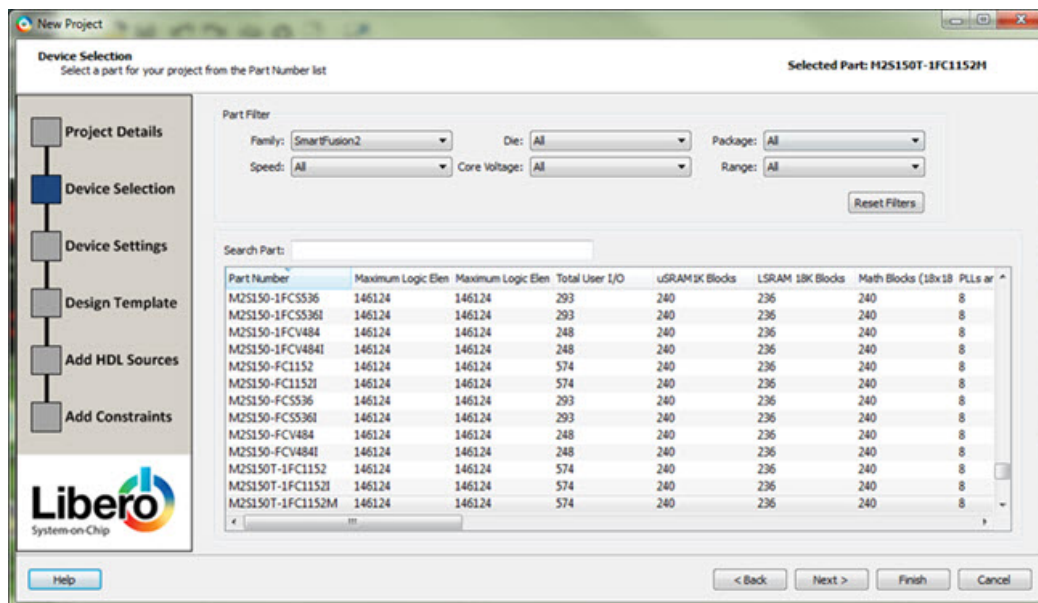 New Project
Device Selection
Select a part for your project from the Part Number list
Selected Part: M2S150T-1FC1152M
Project Details
Device Selection
Device Settings
Design Template
Add HDL Sources
Add Constraints
Libero
System-on-Chip
Part Filter
Family: SmartFusion2 Die: All Package: All
Speed: All Core Voltage: All Range: All
Reset Filters
Search Part:
Part Number Maximum Logic Elen Maximum Logic Elen Total User I/O uSRAM1K Blocks LSRAM 18K Blocks Math Blocks (18x18 PLLs ar
M2S150-1FCS536 146124 146124 293 240 236 240 8
M2S150-1FCS536I 146124 146124 293 240 236 240 8
M2S150-1FCV484 146124 146124 248 240 236 240 8
M2S150-1FCV484I 146124 146124 248 240 236 240 8
M2S150-FC1152 146124 146124 574 240 236 240 8
M2S150-FC1152I 146124 146124 574 240 236 240 8
M2S150-FCS536 146124 146124 293 240 236 240 8
M2S150-FCS536I 146124 146124 293 240 236 240 8
M2S150-FCV484 146124 146124 248 240 236 240 8
M2S150-FCV484I 146124 146124 248 240 236 240 8
M2S150T-1FC1152 146124 146124 574 240 236 240 8
M2S150T-1FC1152I 146124 146124 574 240 236 240 8
M2S150T-1FC1152M 146124 146124 574 240 236 240 8
Help < Back Next > Finish Cancel